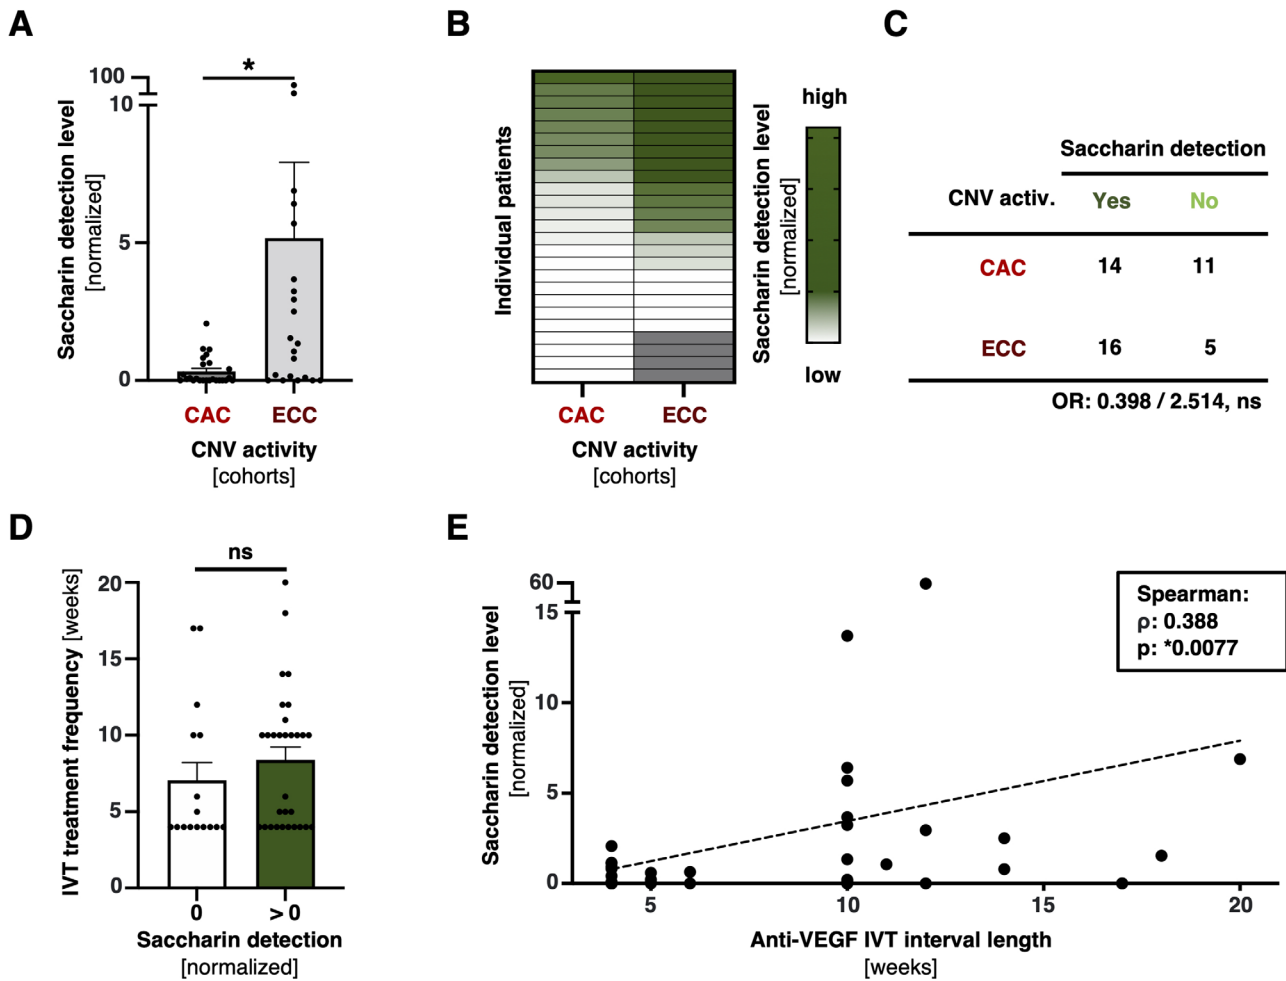 A
Saccharin detection level
[normalized]
100
10
5
0
*
CAC
ECC
CNV activity
[cohorts]
B
Individual patients
CAC
ECC
CNV activity
[cohorts]
Saccharin detection level
[normalized]
high
low
C
Saccharin detection
CNV activ.
Yes
No
CAC
14
11
ECC
16
5
OR: 0.398 / 2.514, ns
D
IVT treatment frequency [weeks]
20
15
10
5
0
ns
0
> 0
Saccharin detection
[normalized]
E
Saccharin detection level
[normalized]
60
15
10
5
0
5
10
15
20
Anti-VEGF IVT interval length
[weeks]
Spearman:
ρ: 0.388
p: *0.0077